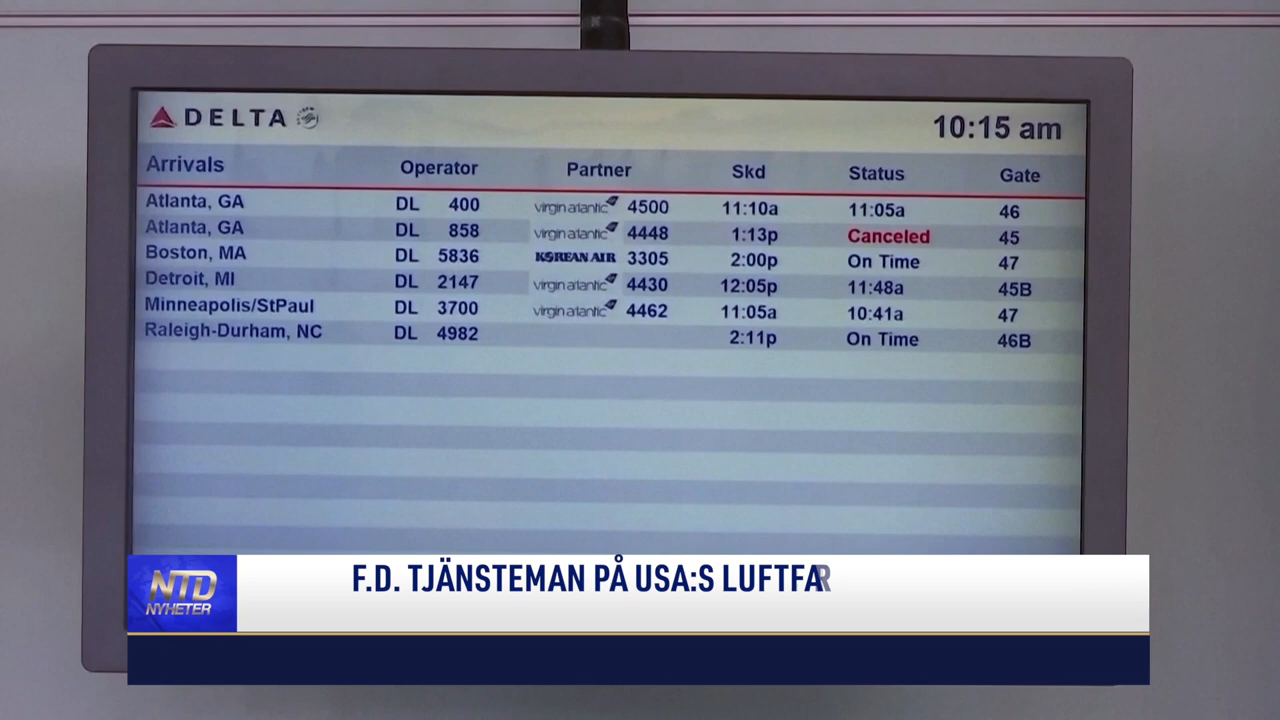 DELTA 10:15 am
Arrivals Operator Partner Skd Status Gate
Atlanta, GA DL 400 virgin atlantic 4500 11:10a 11:05a 46
Atlanta, GA DL 858 virgin atlantic 4448 1:13p Canceled 45
Boston, MA DL 5836 KOREAN AIR 3305 2:00p On Time 47
Detroit, MI DL 2147 virgin atlantic 4430 12:05p 11:48a 45B
Minneapolis/StPaul DL 3700 virgin atlantic 4462 11:05a 10:41a 47
Raleigh-Durham, NC DL 4982 2:11p On Time 46B
F.D. TJÄNSTEMAN PÅ USA:S LUFTFAR
NTD
NYHETER